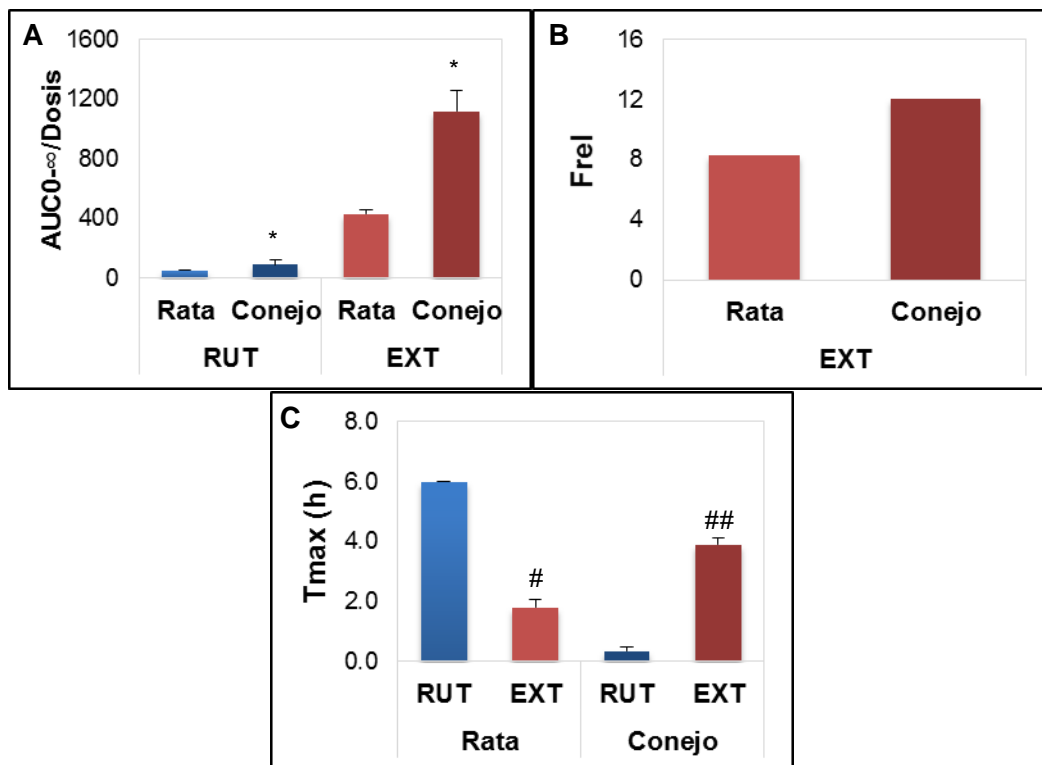 A
AUC0-∞/Dosis
1600
1200
800
400
0
*
*
Rata Conejo Rata Conejo
RUT EXT
B
Frel
16
12
8
4
0
Rata Conejo
EXT
C
Tmax (h)
8.0
6.0
4.0
2.0
0.0
#
##
RUT EXT RUT EXT
Rata Conejo